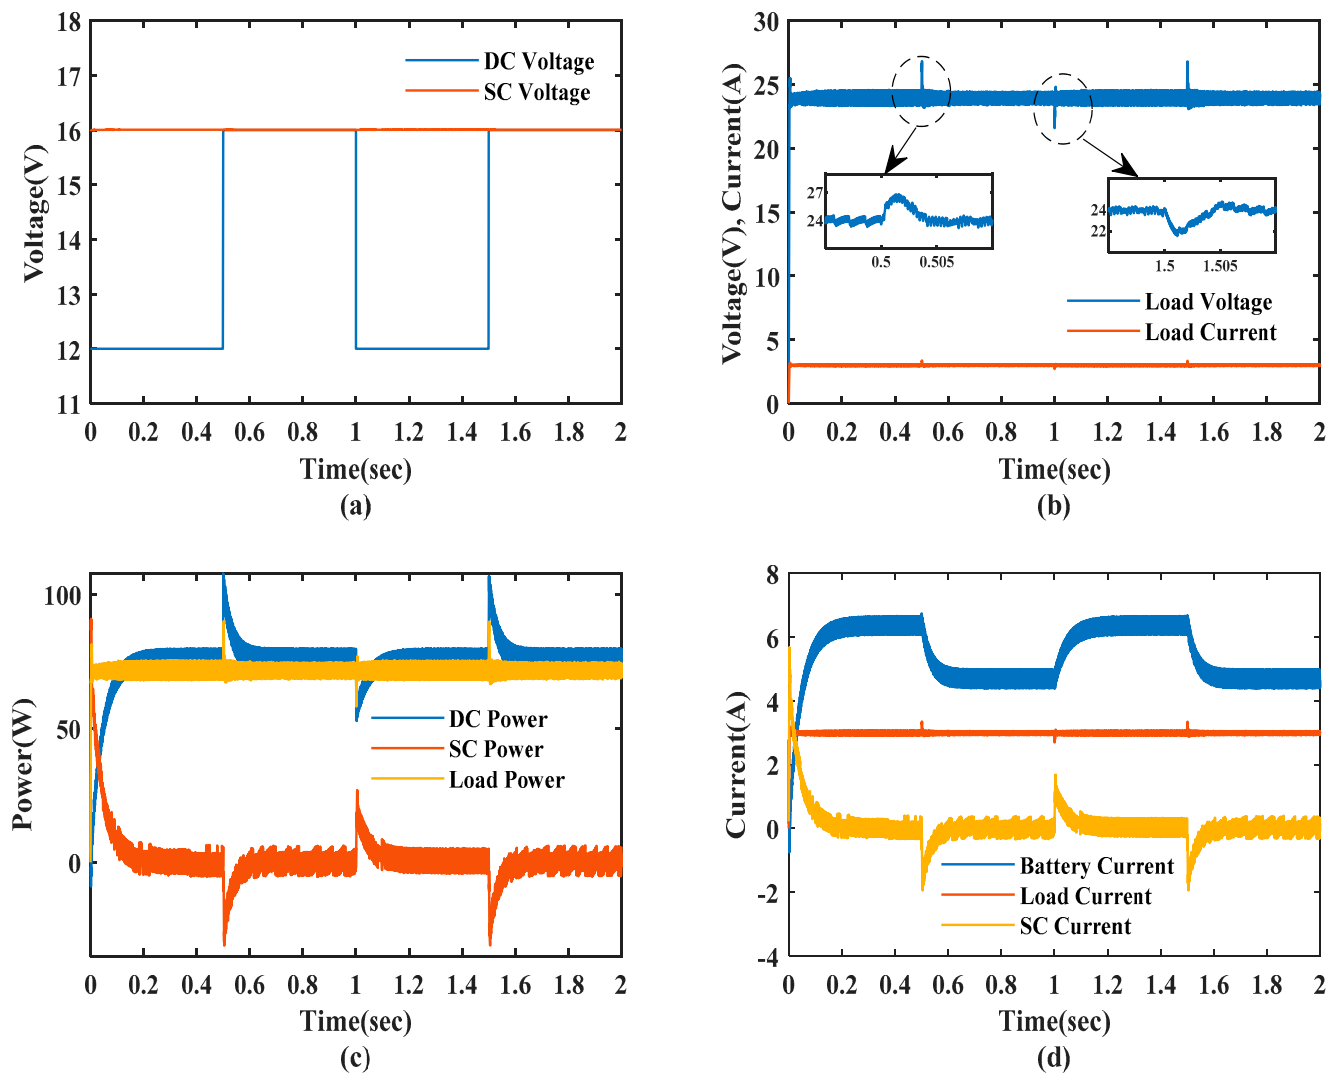 18
17
16
15
14
13
12
11
Voltage(V)
DC Voltage
SC Voltage
0 0.2 0.4 0.6 0.8 1 1.2 1.4 1.6 1.8 2
Time(sec)
(a)
30
25
20
15
10
5
0
Voltage(V), Current(A)
27
24
0.5 0.505
24
22
1.5 1.505
Load Voltage
Load Current
0 0.2 0.4 0.6 0.8 1 1.2 1.4 1.6 1.8 2
Time(sec)
(b)
100
50
0
Power(W)
DC Power
SC Power
Load Power
0 0.2 0.4 0.6 0.8 1 1.2 1.4 1.6 1.8 2
Time(sec)
(c)
8
6
4
2
0
-2
-4
Current(A)
Battery Current
Load Current
SC Current
0 0.2 0.4 0.6 0.8 1 1.2 1.4 1.6 1.8 2
Time(sec)
(d)